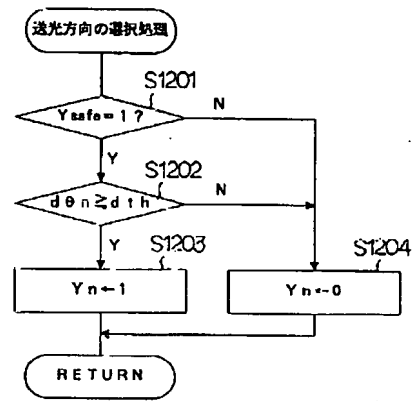 送光方向の選択処理
S1201
Ysafe=1?
N
Y
S1202
dθn≧dth
N
Y
S1203
S1204
Yn←1
Yn←0
RETURN